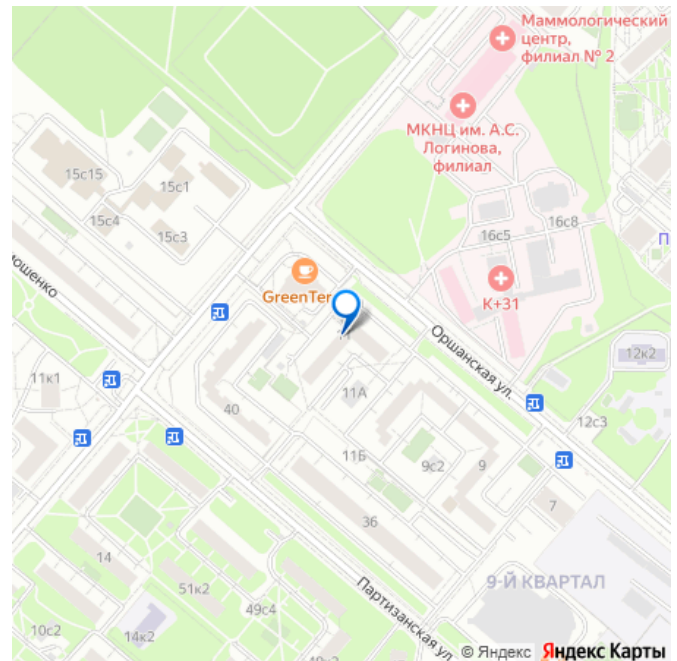 Маммологический
центр,
филиал № 2
МКНЦ им. А.С.
Логинова,
филиал
15с15
15с1
15с4
15с3
16с8
16с5
К+31
GreenTer
Оршанская ул.
12к2
11к1
11А
40
12с3
11Б
9с2
9
7
36
14
51к2
9-Й КВАРТАЛ
49с4
Партизанская ул.
10с2
14к2
© Яндекс Яндекс Карты